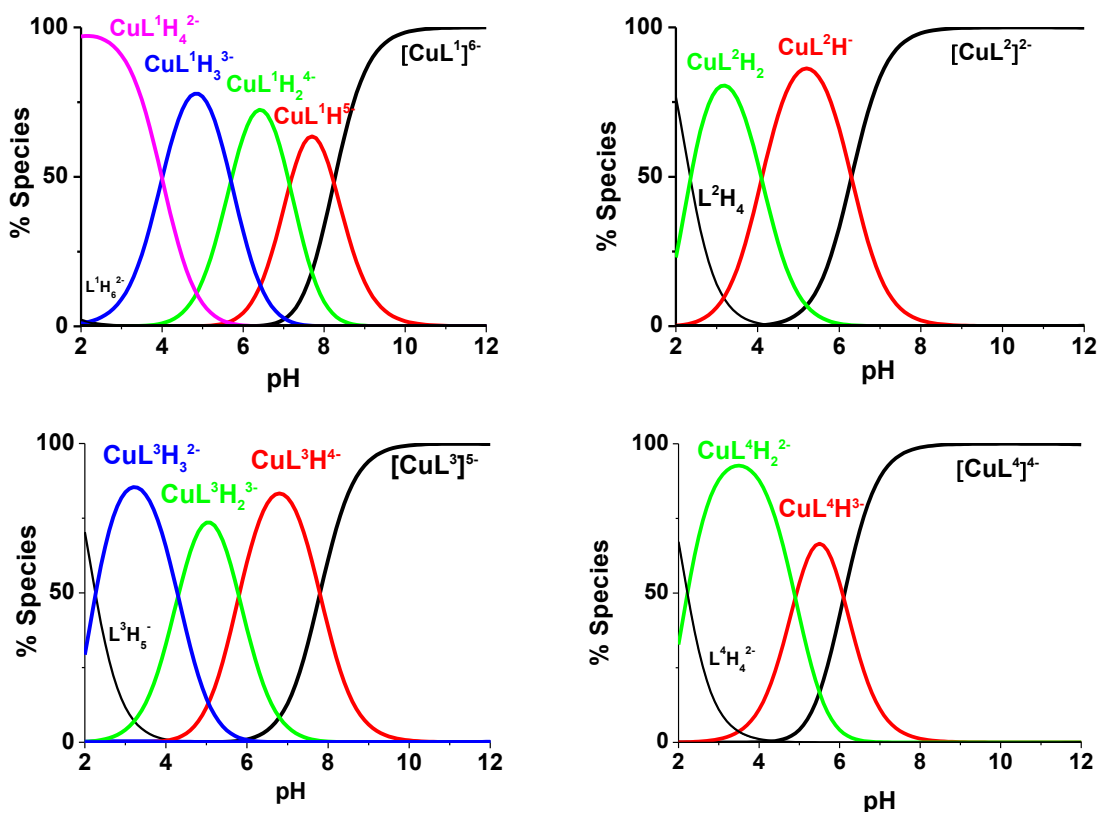 100
50
0
% Species
CuL¹H₄²⁻
CuL¹H₃³⁻
CuL¹H₂⁴⁻
CuL¹H⁵⁻
[CuL¹]⁶⁻
L¹H₆²⁻
2 4 6 8 10 12
pH
100
50
0
% Species
CuL²H₂
CuL²H⁻
[CuL²]²⁻
L²H₄
2 4 6 8 10 12
pH
100
50
0
% Species
CuL³H₃²⁻
CuL³H₂³⁻
CuL³H⁴⁻
[CuL³]⁵⁻
L³H₅⁻
2 4 6 8 10 12
pH
100
50
0
% Species
CuL⁴H₂²⁻
CuL⁴H³⁻
[CuL⁴]⁴⁻
L⁴H₄²⁻
2 4 6 8 10 12
pH